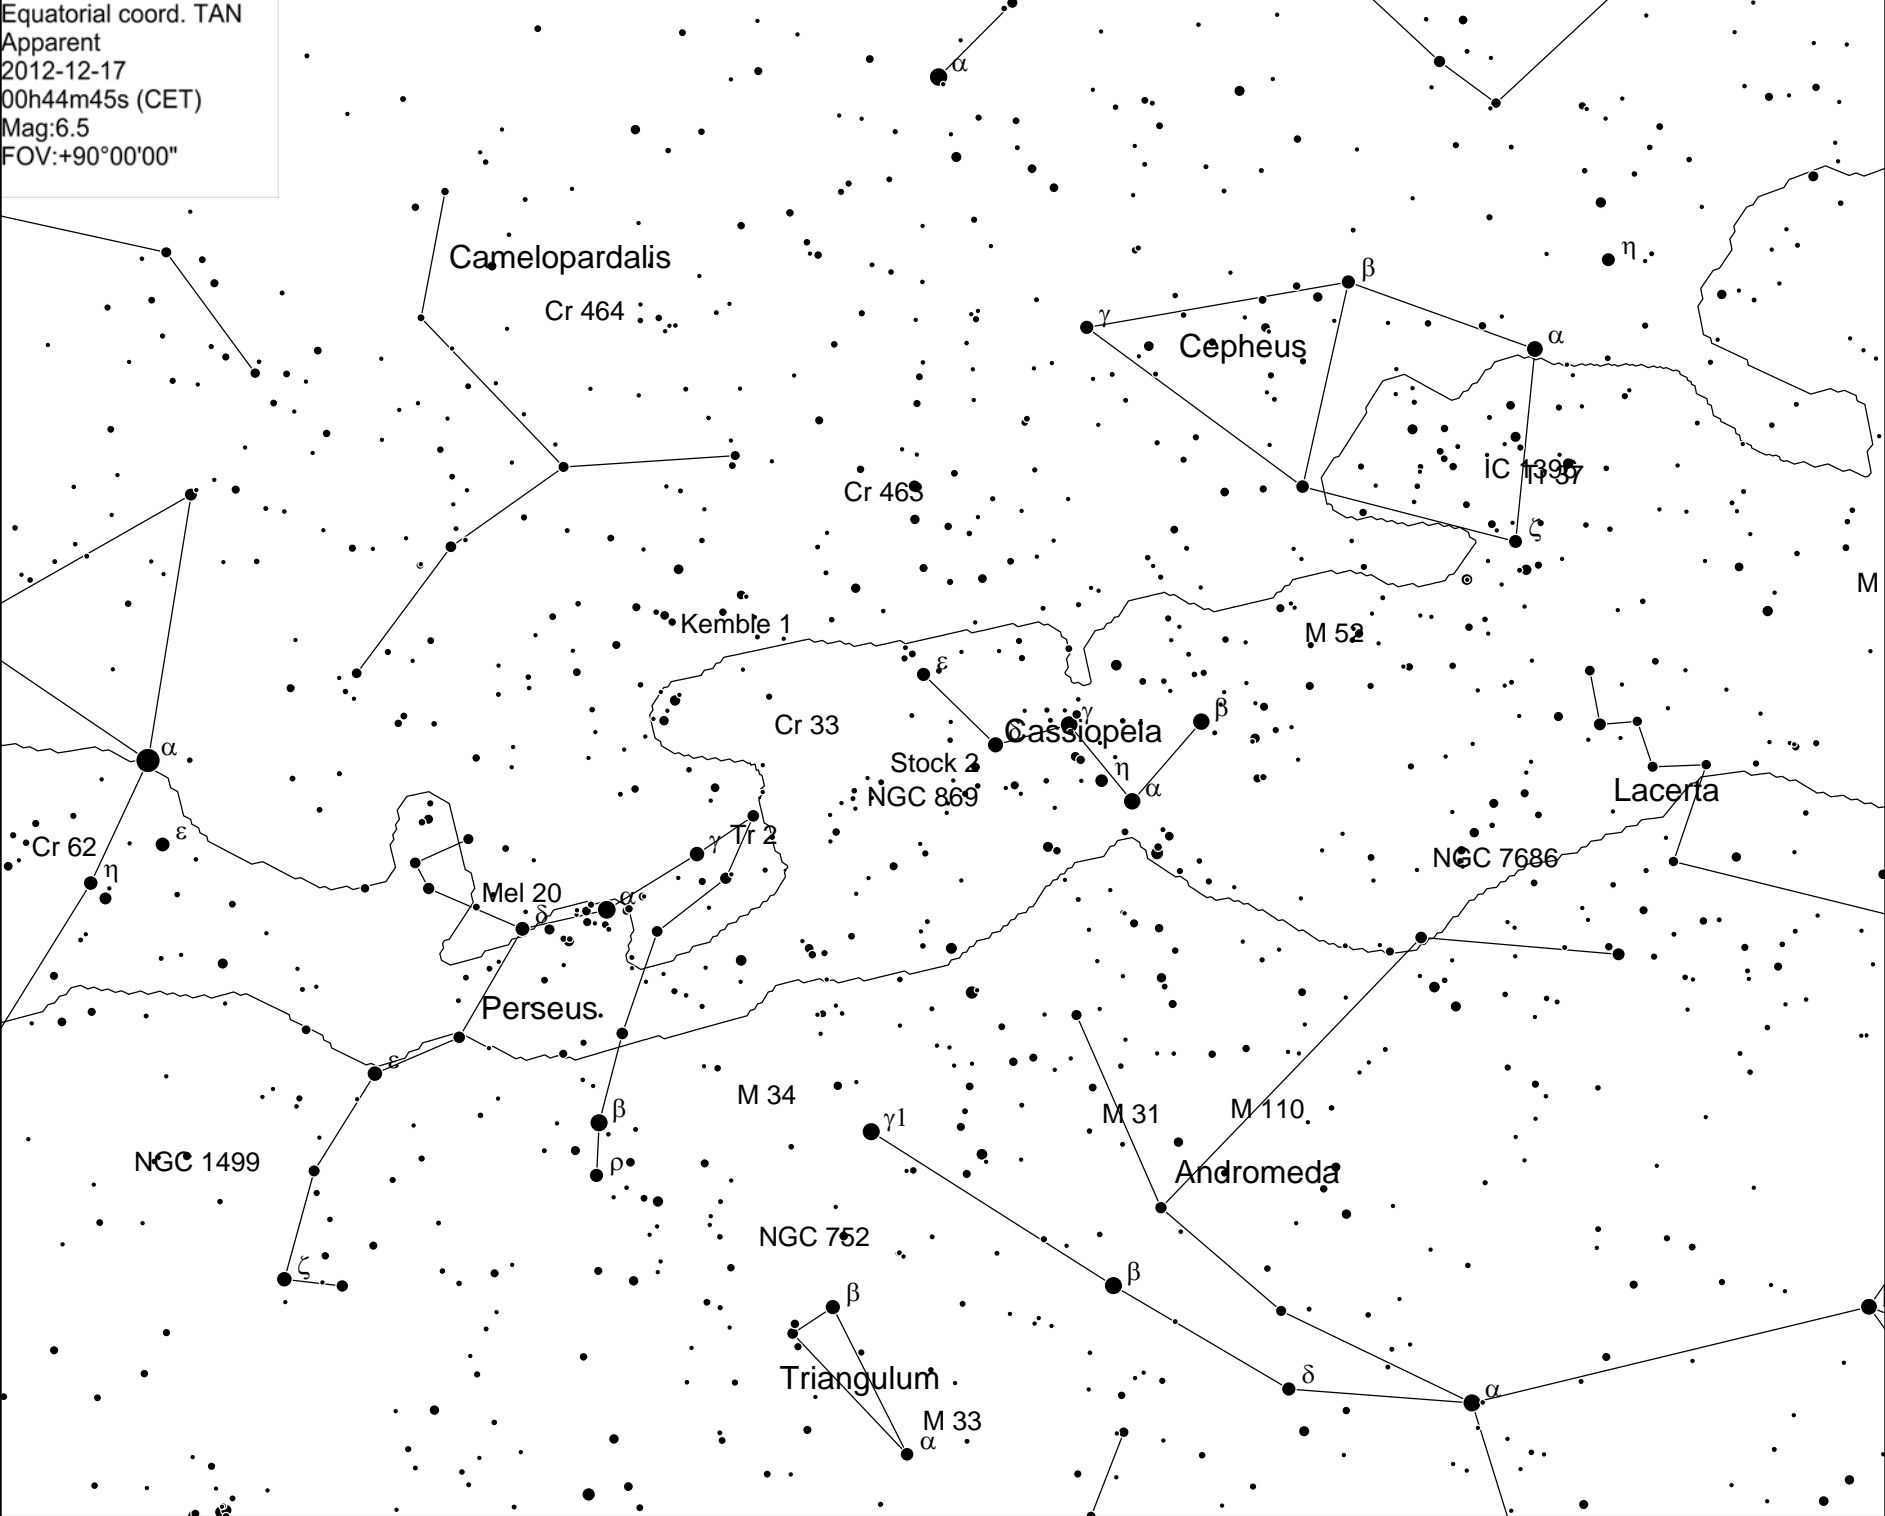 Equatorial coord. TAN
Apparent
2012-12-17
00h44m45s (CET)
Mag:6.5
FOV:+90°00'00"
α
η
Camelopardalis
β
Cr 464
γ
Cepheus
α
IC 1396
Tr 37
Cr 463
ζ
M
Kemble 1
M 52
ε
γ
β
Cr 33
δ
Cassiopeia
α
Stock 2
η
α
Lacerta
NGC 869
ε
γ
Tr 2
Cr 62
NGC 7686
η
Mel 20
α
δ
Perseus
ε
M 34
β
γ1
M 31
M 110
NGC 1499
ρ
Andromeda
NGC 752
ζ
β
β
Triangulum
δ
α
M 33
α